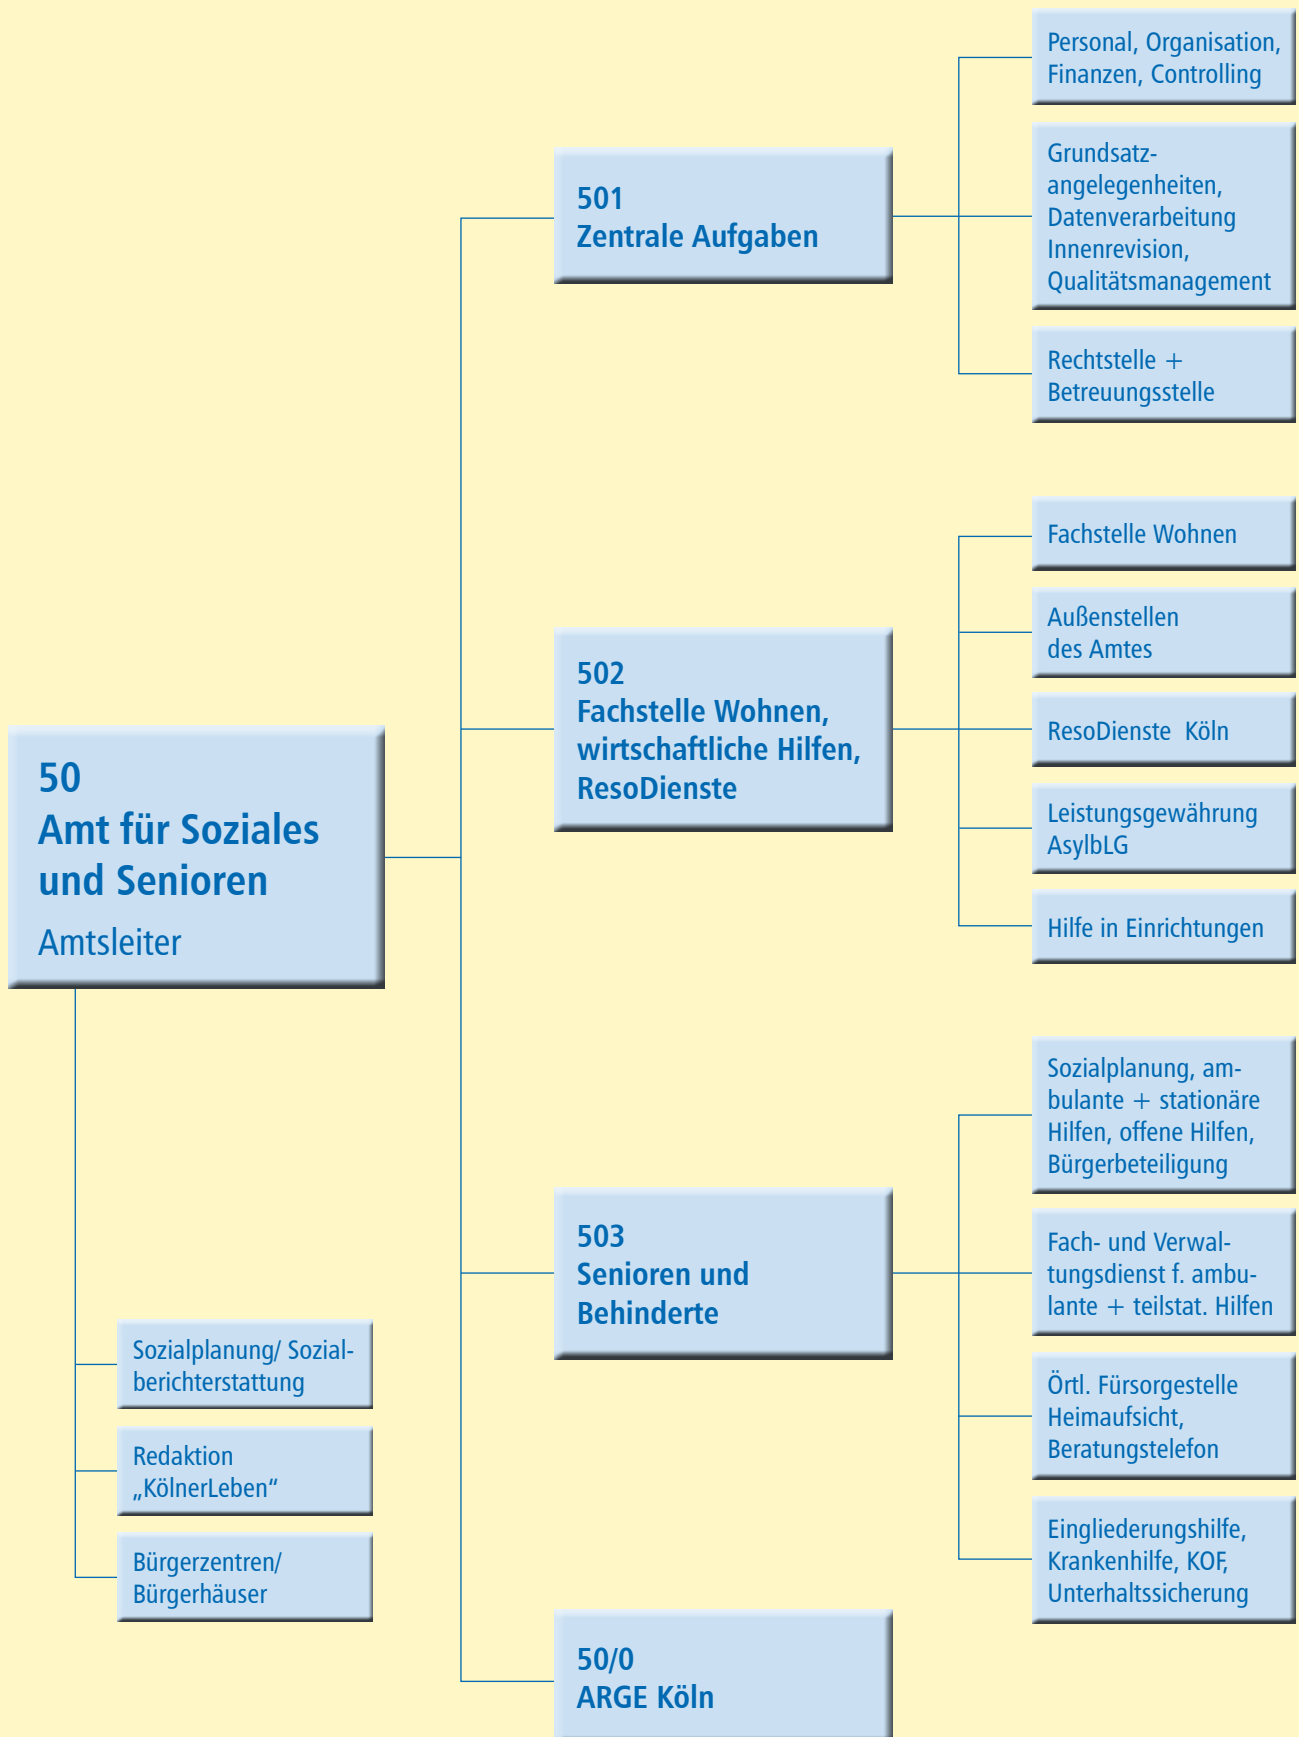 50
Amt für Soziales
und Senioren
Amtsleiter
Sozialplanung/ Sozial-
berichterstattung
Redaktion
„KölnerLeben“
Bürgerzentren/
Bürgerhäuser
501
Zentrale Aufgaben
Personal, Organisation,
Finanzen, Controlling
Grundsatz-
angelegenheiten,
Datenverarbeitung
Innenrevision,
Qualitätsmanagement
Rechtstelle +
Betreuungsstelle
502
Fachstelle Wohnen,
wirtschaftliche Hilfen,
ResoDienste
Fachstelle Wohnen
Außenstellen
des Amtes
ResoDienste Köln
Leistungsgewährung
AsylbLG
Hilfe in Einrichtungen
503
Senioren und
Behinderte
Sozialplanung, am-
bulante + stationäre
Hilfen, offene Hilfen,
Bürgerbeteiligung
Fach- und Verwal-
tungsdienst f. ambu-
lante + teilstat. Hilfen
Örtl. Fürsorgestelle
Heimaufsicht,
Beratungstelefon
Eingliederungshilfe,
Krankenhilfe, KOF,
Unterhaltssicherung
50/0
ARGE Köln